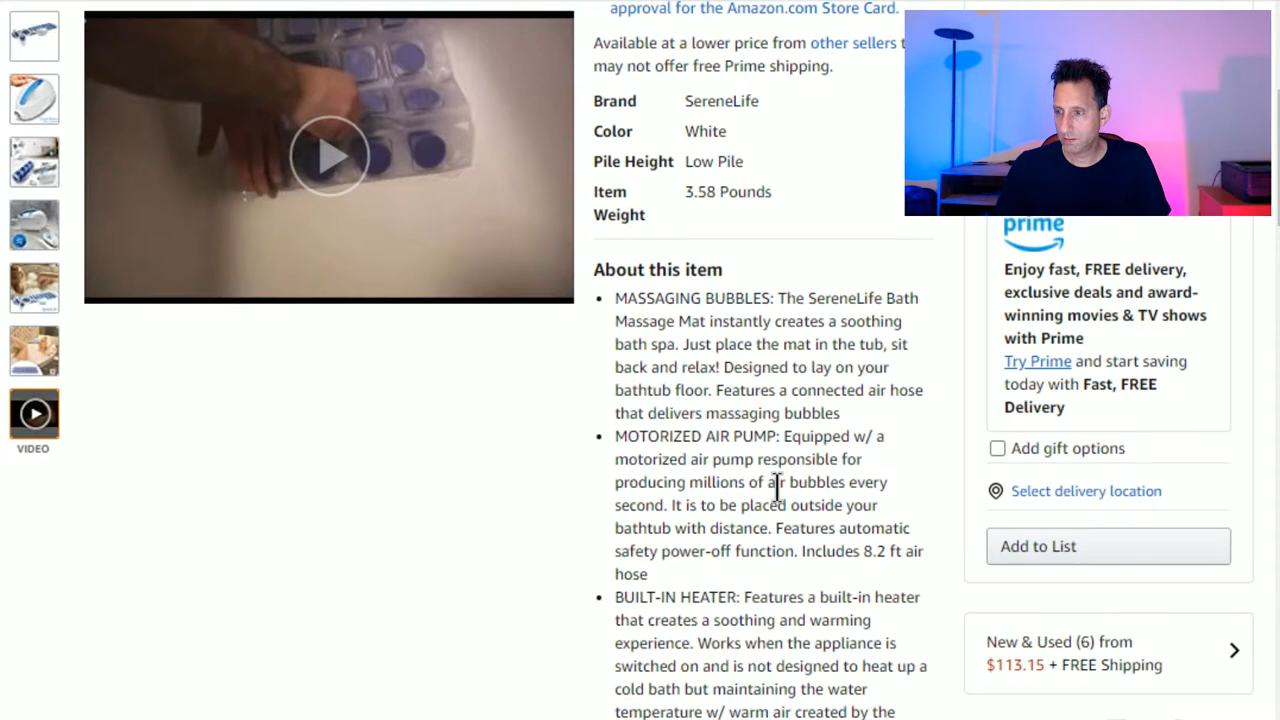 approval for the Amazon.com Store Card.
Available at a lower price from other sellers
may not offer free Prime shipping.
Brand SereneLife
Color White
Pile Height Low Pile
Item Weight 3.58 Pounds
About this item
MASSAGING BUBBLES: The SereneLife Bath
Massage Mat instantly creates a soothing
bath spa. Just place the mat in the tub, sit
back and relax! Designed to lay on your
bathtub floor. Features a connected air hose
that delivers massaging bubbles
MOTORIZED AIR PUMP: Equipped w/ a
motorized air pump responsible for
producing millions of air bubbles every
second. It is to be placed outside your
bathtub with distance. Features automatic
safety power-off function. Includes 8.2 ft air
hose
BUILT-IN HEATER: Features a built-in heater
that creates a soothing and warming
experience. Works when the appliance is
switched on and is not designed to heat up a
cold bath but maintaining the water
temperature w/ warm air created by the
VIDEO
prime
Enjoy fast, FREE delivery,
exclusive deals and award-
winning movies & TV shows
with Prime
Try Prime and start saving
today with Fast, FREE
Delivery
Add gift options
Select delivery location
Add to List
New & Used (6) from
$113.15 + FREE Shipping